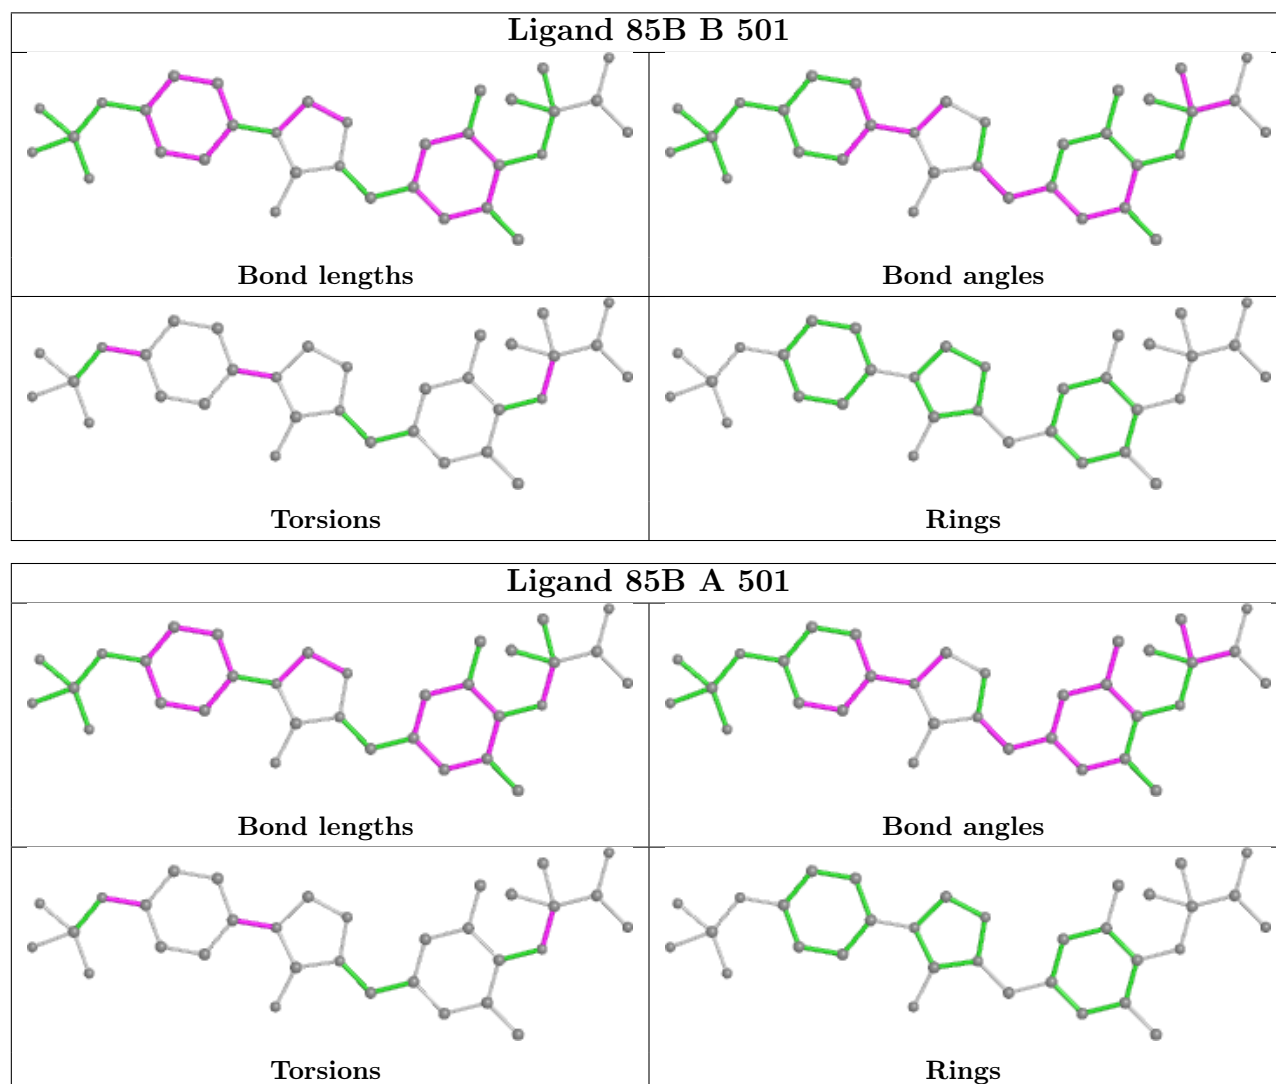 Ligand 85B B 501
Bond lengths
Bond angles
Torsions
Rings
Ligand 85B A 501
Bond lengths
Bond angles
Torsions
Rings